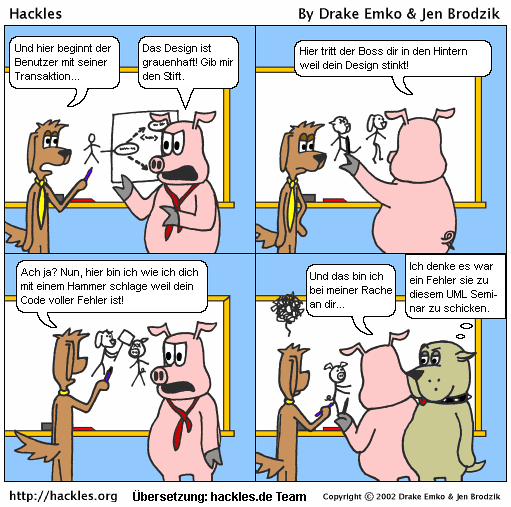 Hackles
By Drake Emko & Jen Brodzik
Und hier beginnt der
Benutzer mit seiner
Transaktion...
Das Design ist
grauenhaft! Gib mir
den Stift.
Hier tritt der Boss dir in den Hintern
weil dein Design stinkt!
Ach ja? Nun, hier bin ich wie ich dich
mit einem Hammer schlage weil dein
Code voller Fehler ist!
Und das bin ich
bei meiner Rache
an dir...
Ich denke es war
ein Fehler sie zu
diesem UML Semi-
nar zu schicken.
http://hackles.org
Übersetzung: hackles.de Team
Copyright © 2002 Drake Emko & Jen Brodzik